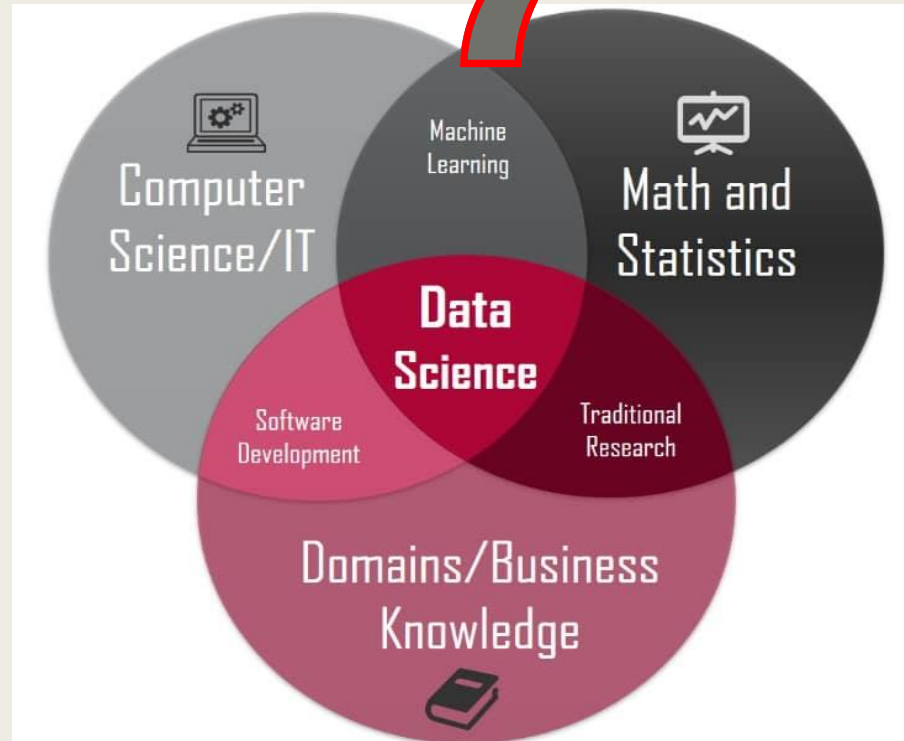 Machine
Learning
Computer
Science/IT
Math and
Statistics
Data
Science
Software
Development
Traditional
Research
Domains/Business
Knowledge